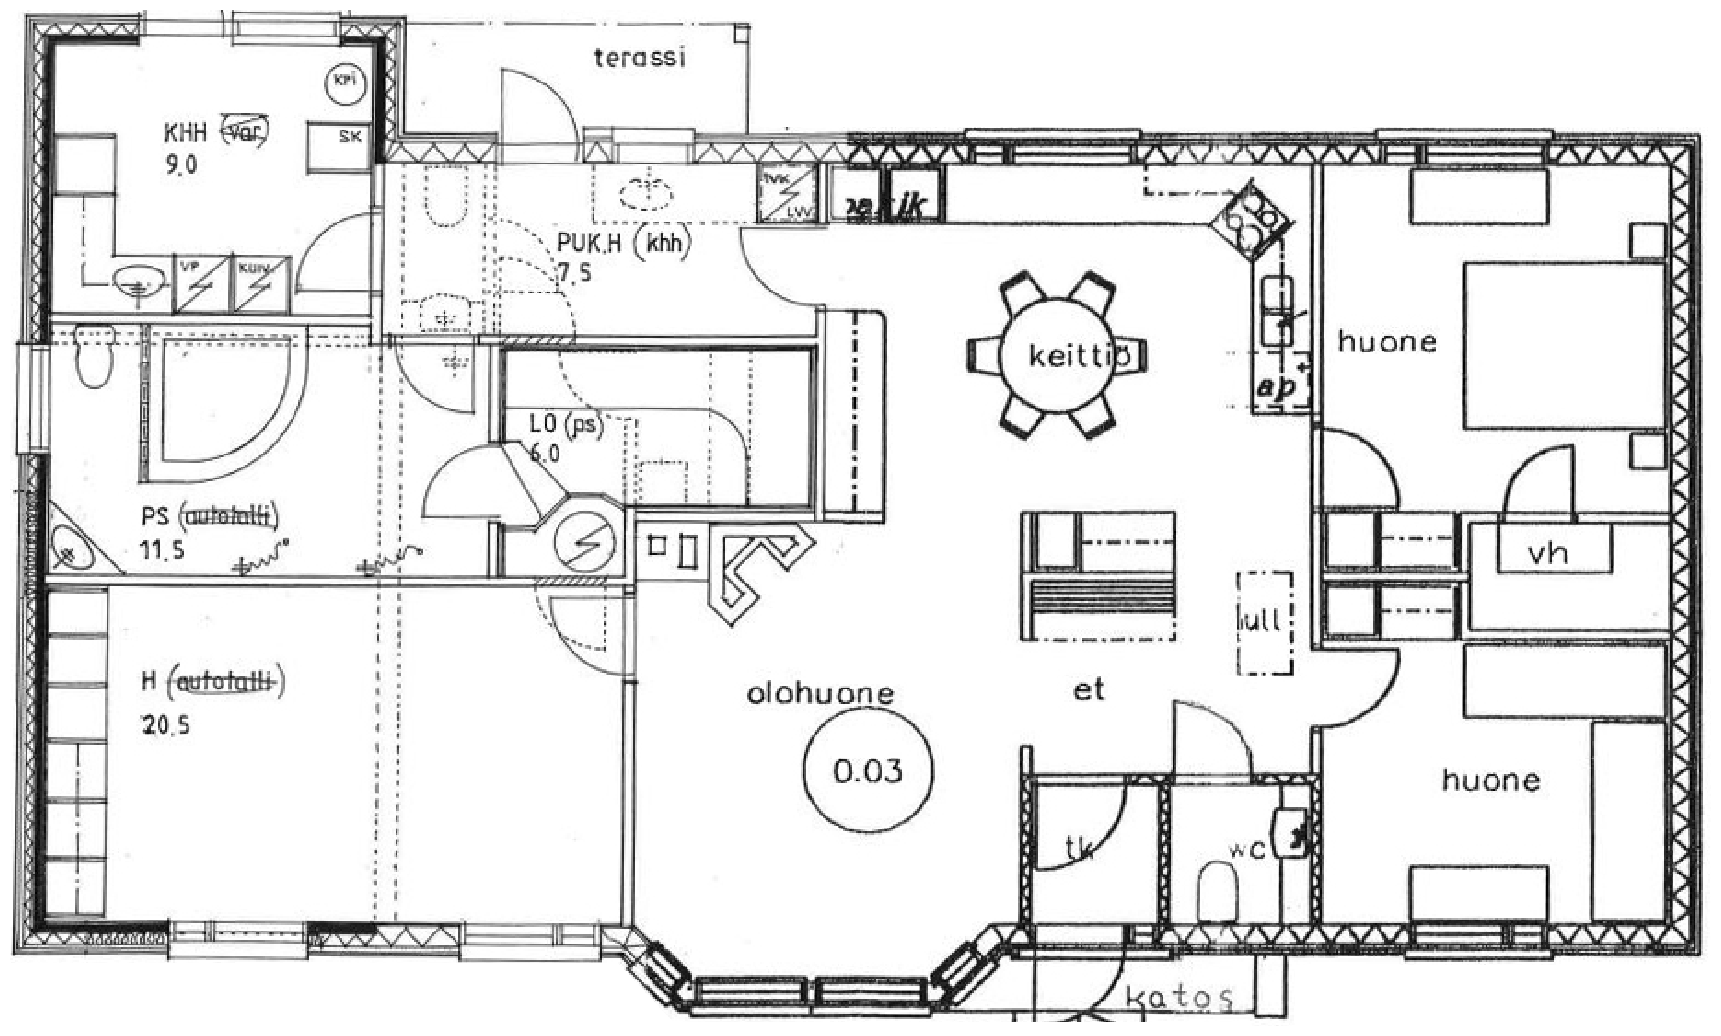 terassi
KPI
KHH (var)
9.0
SK
TVK
LVV
jk
PUK.H (khh)
7.5
VP
KUIV.
keittiö
huone
ap
LÖ (ps)
6.0
PS (autotalli)
11.5
vh
ull
H (autotalli)
20.5
olohuone
et
0.03
huone
tk
wc
katos